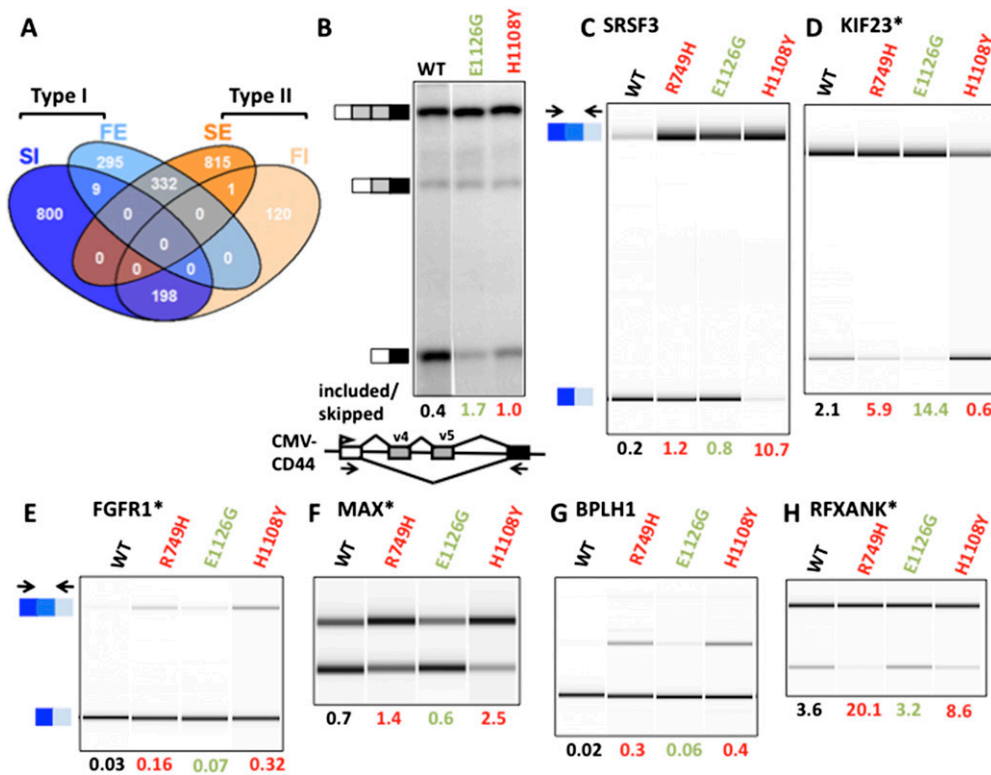 A
Type I
Type II
SI
FE
SE
FI
295
815
9
332
1
800
0
0
120
0
0
0
0
0
198
B
WT
E1126G
H1108Y
included/
skipped
0.4
1.7
1.0
CMV-
CD44
v4
v5
C SRSF3
WT
R749H
E1126G
H1108Y
0.2
1.2
0.8
10.7
D KIF23*
WT
R749H
E1126G
H1108Y
2.1
5.9
14.4
0.6
E FGFR1*
WT
R749H
E1126G
H1108Y
0.03
0.16
0.07
0.32
F MAX*
WT
R749H
E1126G
H1108Y
0.7
1.4
0.6
2.5
G BPLH1
WT
R749H
E1126G
H1108Y
0.02
0.3
0.06
0.4
H RFXANK*
WT
R749H
E1126G
H1108Y
3.6
20.1
3.2
8.6